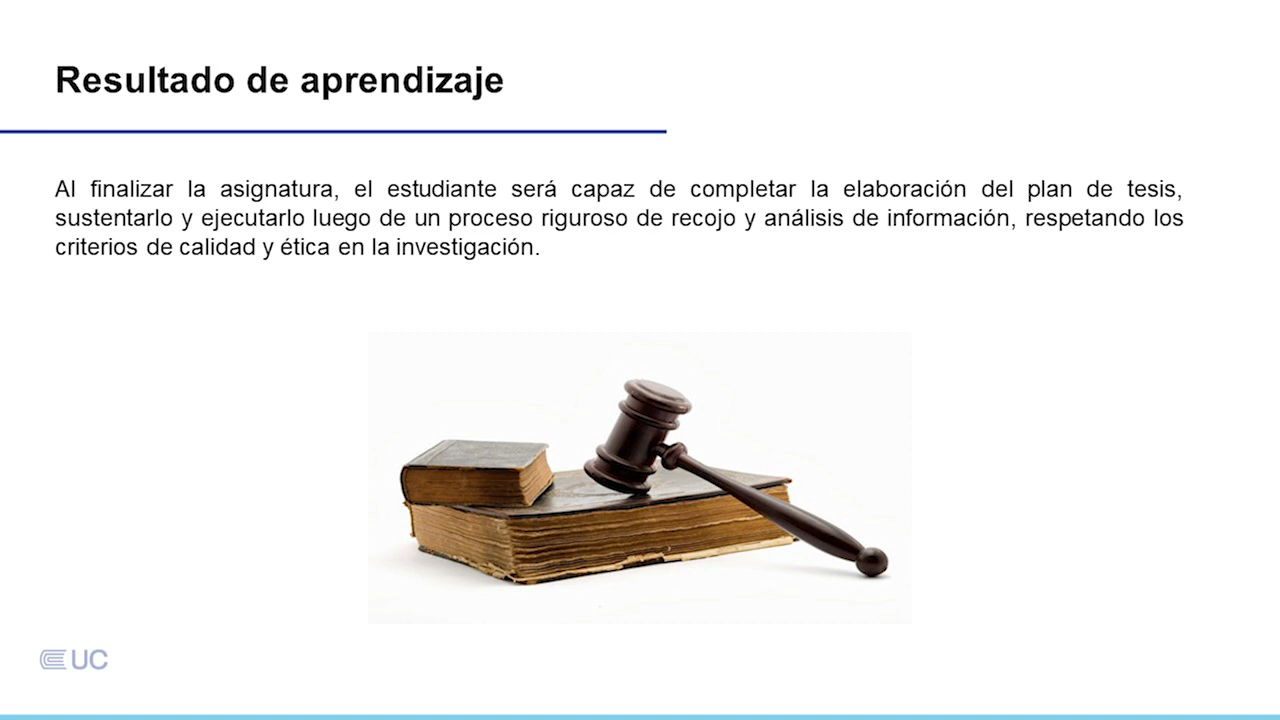 Resultado de aprendizaje
Al finalizar la asignatura, el estudiante será capaz de completar la elaboración del plan de tesis,
sustentarlo y ejecutarlo luego de un proceso riguroso de recojo y análisis de información, respetando los
criterios de calidad y ética en la investigación.
UC